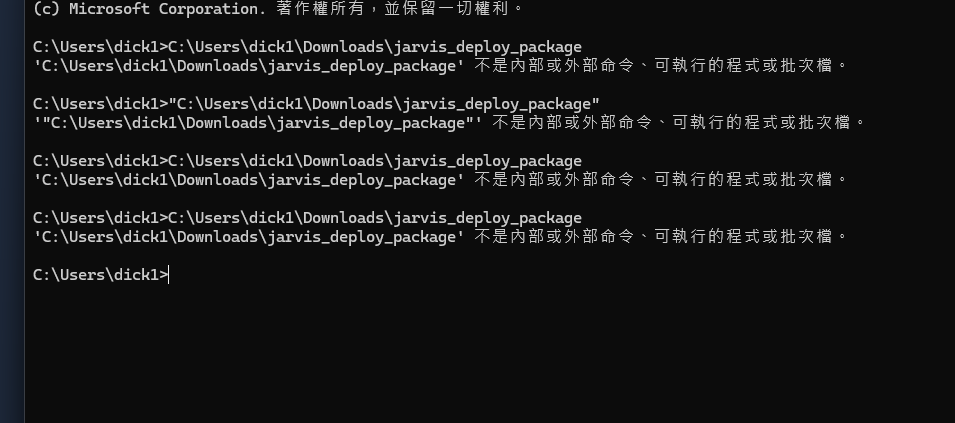 (c) Microsoft Corporation. 著作權所有，並保留一切權利。
C:\Users\dick1>C:\Users\dick1\Downloads\jarvis_deploy_package
'C:\Users\dick1\Downloads\jarvis_deploy_package' 不是內部或外部命令、可執行的程式或批次檔。
C:\Users\dick1>"C:\Users\dick1\Downloads\jarvis_deploy_package"
'"C:\Users\dick1\Downloads\jarvis_deploy_package"' 不是內部或外部命令、可執行的程式或批次檔。
C:\Users\dick1>C:\Users\dick1\Downloads\jarvis_deploy_package
'C:\Users\dick1\Downloads\jarvis_deploy_package' 不是內部或外部命令、可執行的程式或批次檔。
C:\Users\dick1>C:\Users\dick1\Downloads\jarvis_deploy_package
'C:\Users\dick1\Downloads\jarvis_deploy_package' 不是內部或外部命令、可執行的程式或批次檔。
C:\Users\dick1>